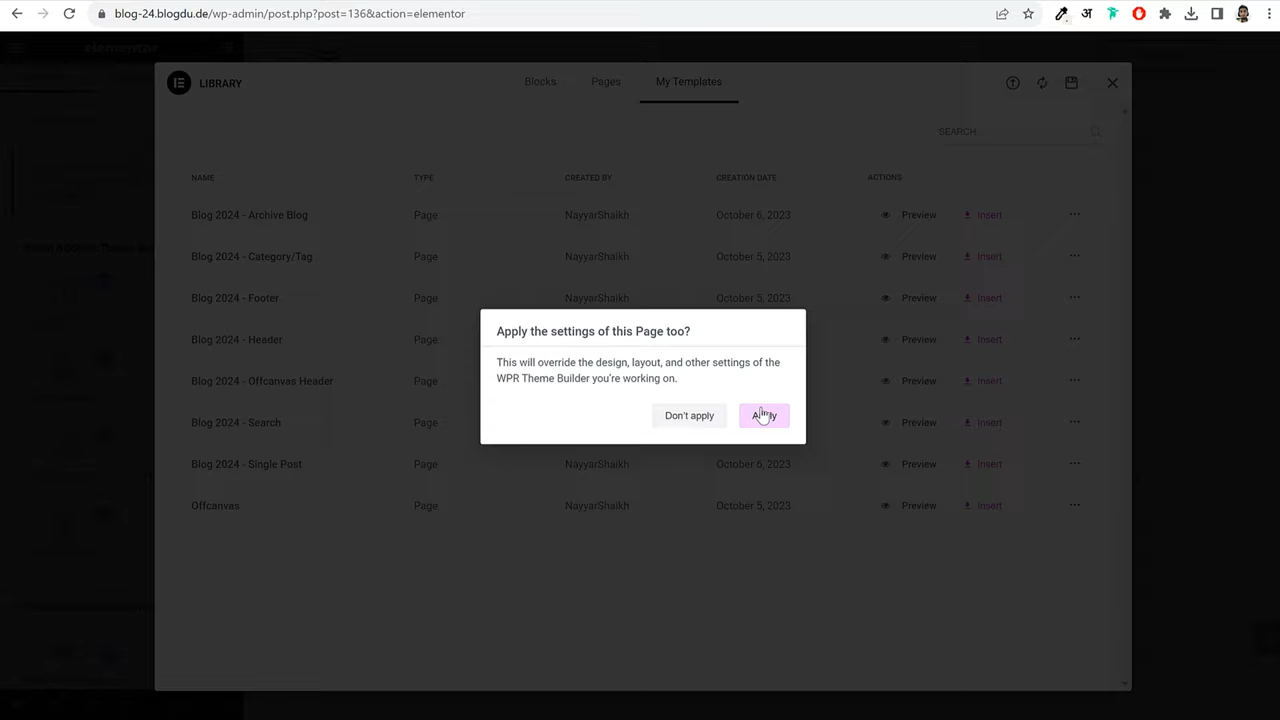 blog-24.blogdu.de/wp-admin/post.php?post=136&action=elementor
elementor
LIBRARY
Blocks
Pages
My Templates
SEARCH
NAME TYPE CREATED BY CREATION DATE ACTIONS
Blog 2024 - Archive Blog Page NayyarShaikh October 6, 2023 Preview Insert
Blog 2024 - Category/Tag Page NayyarShaikh October 5, 2023 Preview Insert
Blog 2024 - Footer Page NayyarShaikh October 5, 2023 Preview Insert
Blog 2024 - Header Page Preview Insert
Blog 2024 - Offcanvas Header Page Preview Insert
Blog 2024 - Search Page Preview Insert
Blog 2024 - Single Post Page NayyarShaikh October 6, 2023 Preview Insert
Offcanvas Page NayyarShaikh October 5, 2023 Preview Insert
Apply the settings of this Page too?
This will override the design, layout, and other settings of the
WPR Theme Builder you're working on.
Don't apply
Apply